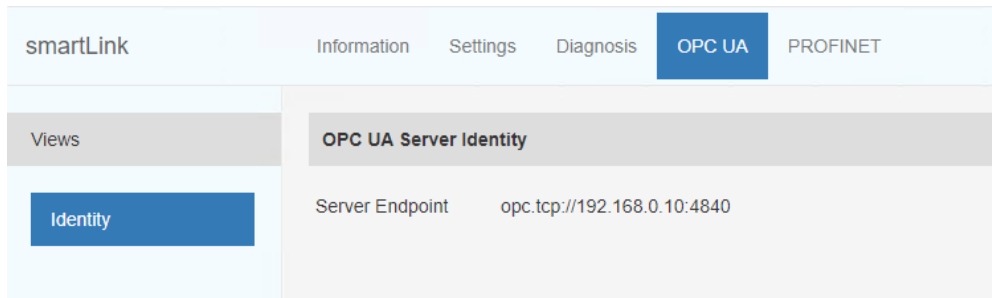 smartLink Information Settings Diagnosis OPC UA PROFINET
Views
OPC UA Server Identity
Identity
Server Endpoint opc.tcp://192.168.0.10:4840